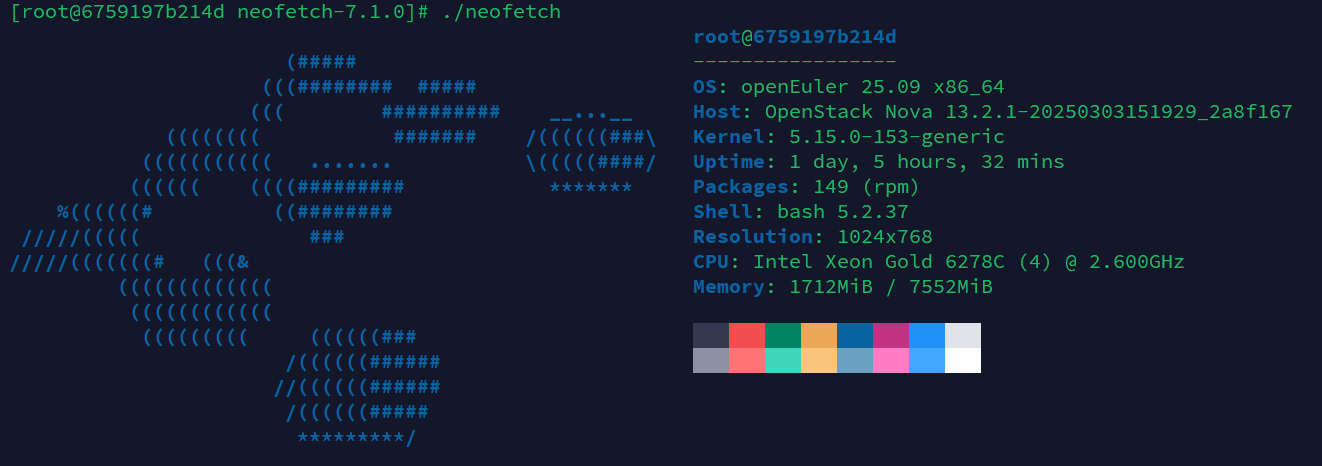 [root@6759197b214d neofetch-7.1.0]# ./neofetch
root@6759197b214d
-----------------
OS: openEuler 25.09 x86_64
Host: OpenStack Nova 13.2.1-20250303151929_2a8f167
Kernel: 5.15.0-153-generic
Uptime: 1 day, 5 hours, 32 mins
Packages: 149 (rpm)
Shell: bash 5.2.37
Resolution: 1024x768
CPU: Intel Xeon Gold 6278C (4) @ 2.600GHz
Memory: 1712MiB / 7552MiB